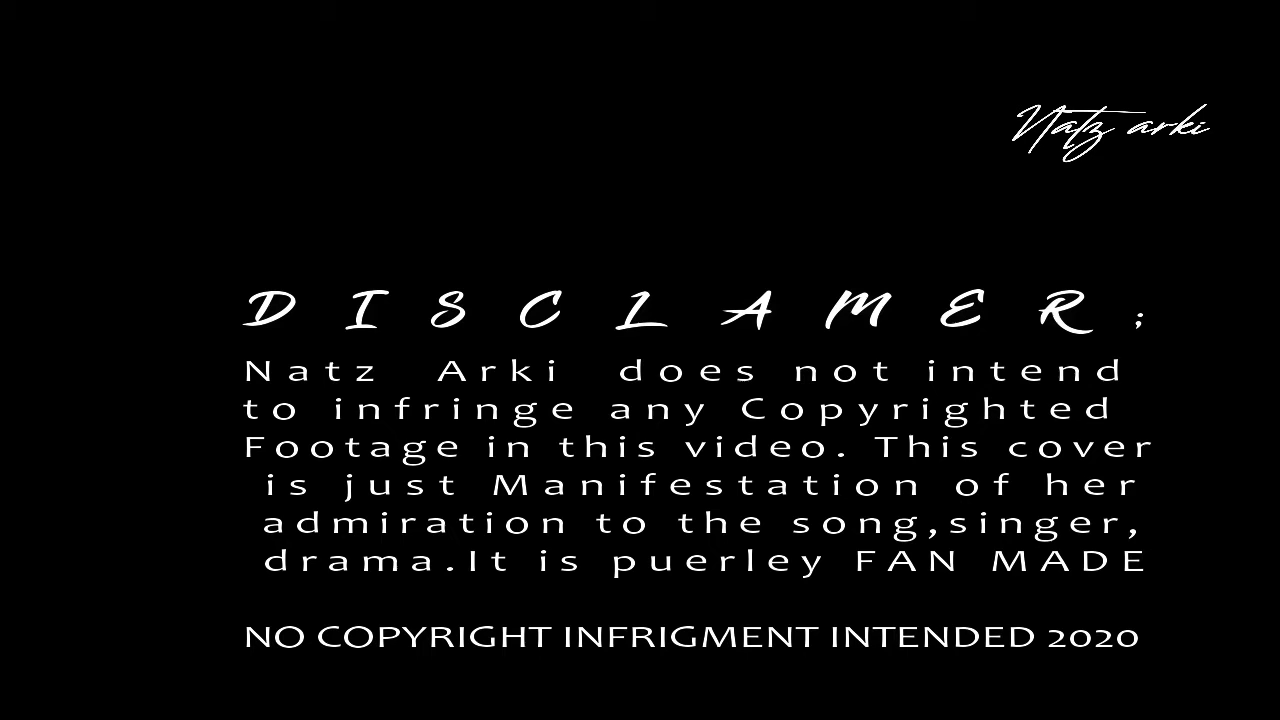 Natz arki
DISCLAMER;
Natz Arki does not intend
to infringe any Copyrighted
Footage in this video. This cover
is just Manifestation of her
admiration to the song,singer,
drama.It is puerley FAN MADE
NO COPYRIGHT INFRIGMENT INTENDED 2020